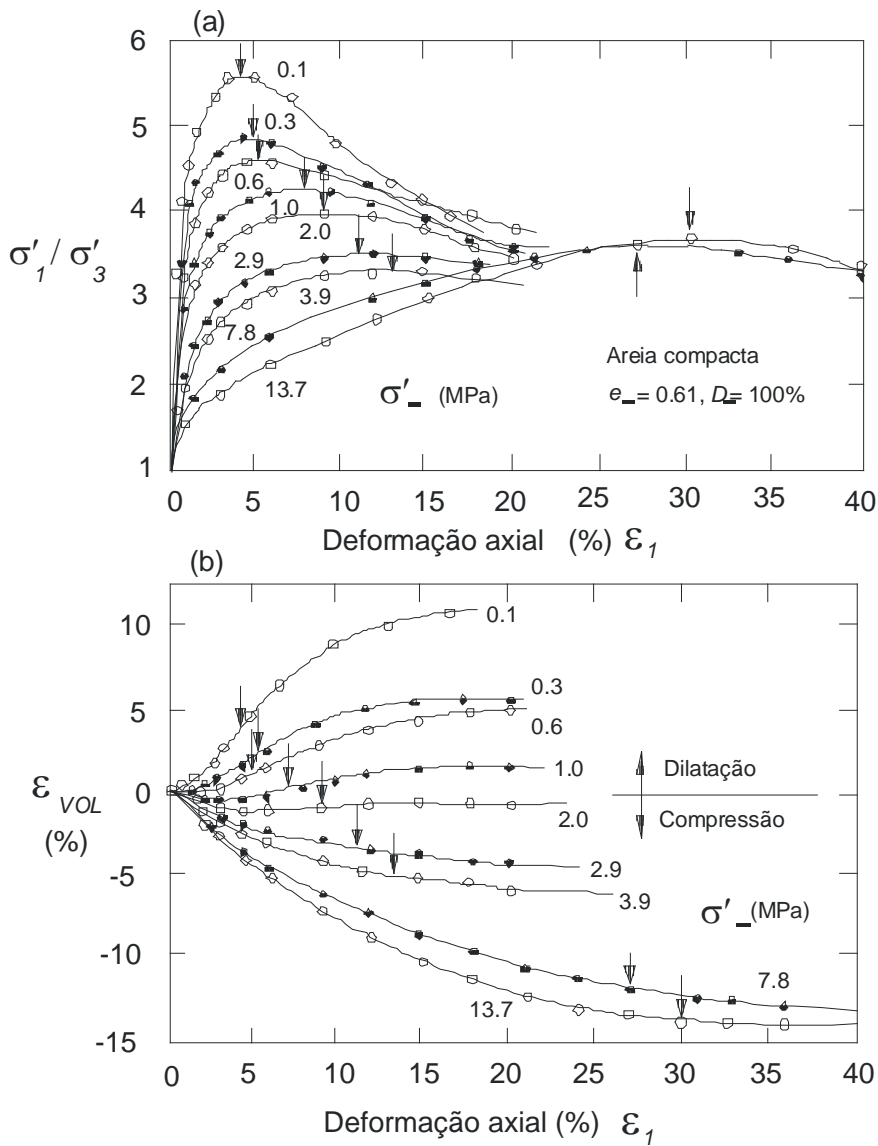 (a)
6
5
4
3
2
1
σ′1 / σ′3
0.1
0.3
0.6
1.0
2.0
2.9
3.9
7.8
13.7
σ′ (MPa)
Areia compacta
e = 0.61, D = 100%
0 5 10 15 20 25 30 35 40
Deformação axial (%) ε1
(b)
10
5
0
-5
-10
-15
εVOL
(%)
0.1
0.3
0.6
1.0
Dilatação
2.0
Compressão
2.9
3.9
σ′ (MPa)
7.8
13.7
0 5 10 15 20 25 30 35 40
Deformação axial (%) ε1